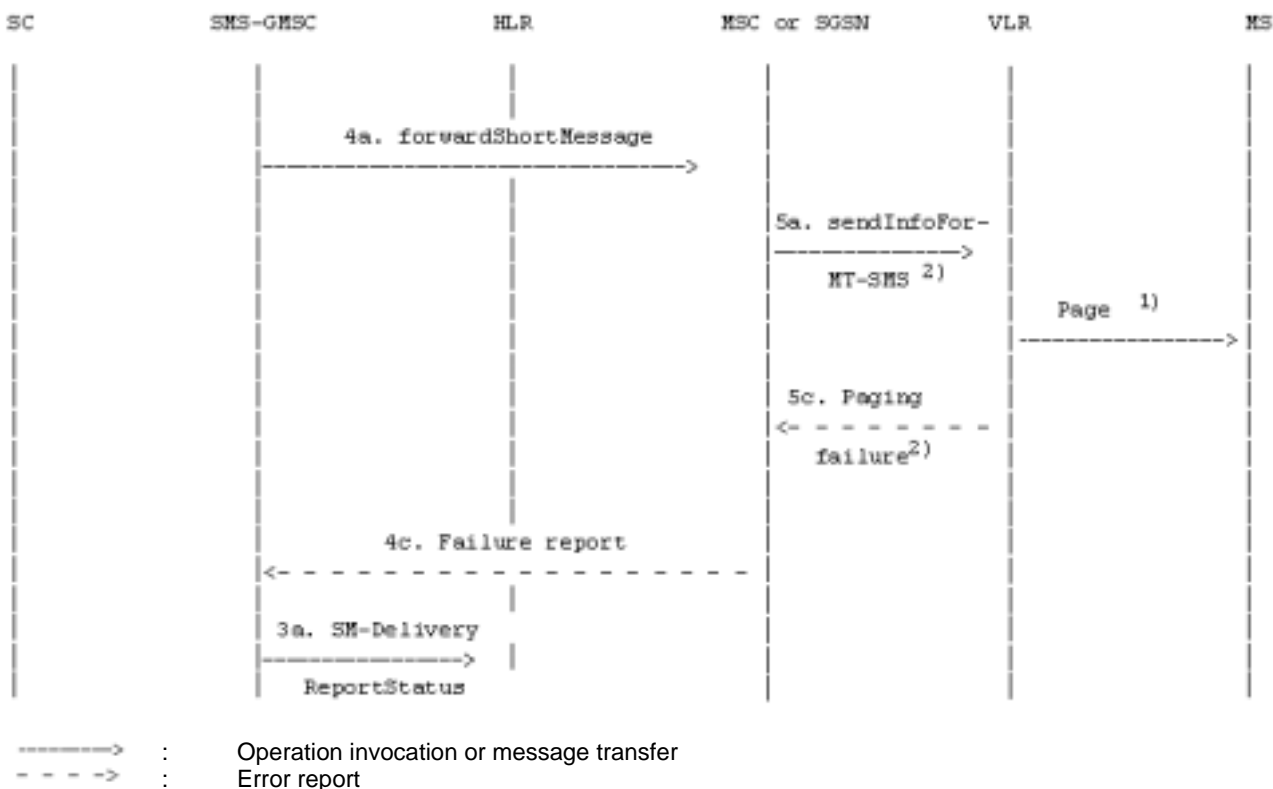 SC SMS-GMSC HLR MSC or SGSN VLR MS
4a. forwardShortMessage
5a. sendInfoFor-
MT-SMS 2)
Page 1)
5c. Paging
failure2)
4c. Failure report
3a. SM-Delivery
ReportStatus
: Operation invocation or message transfer
: Error report